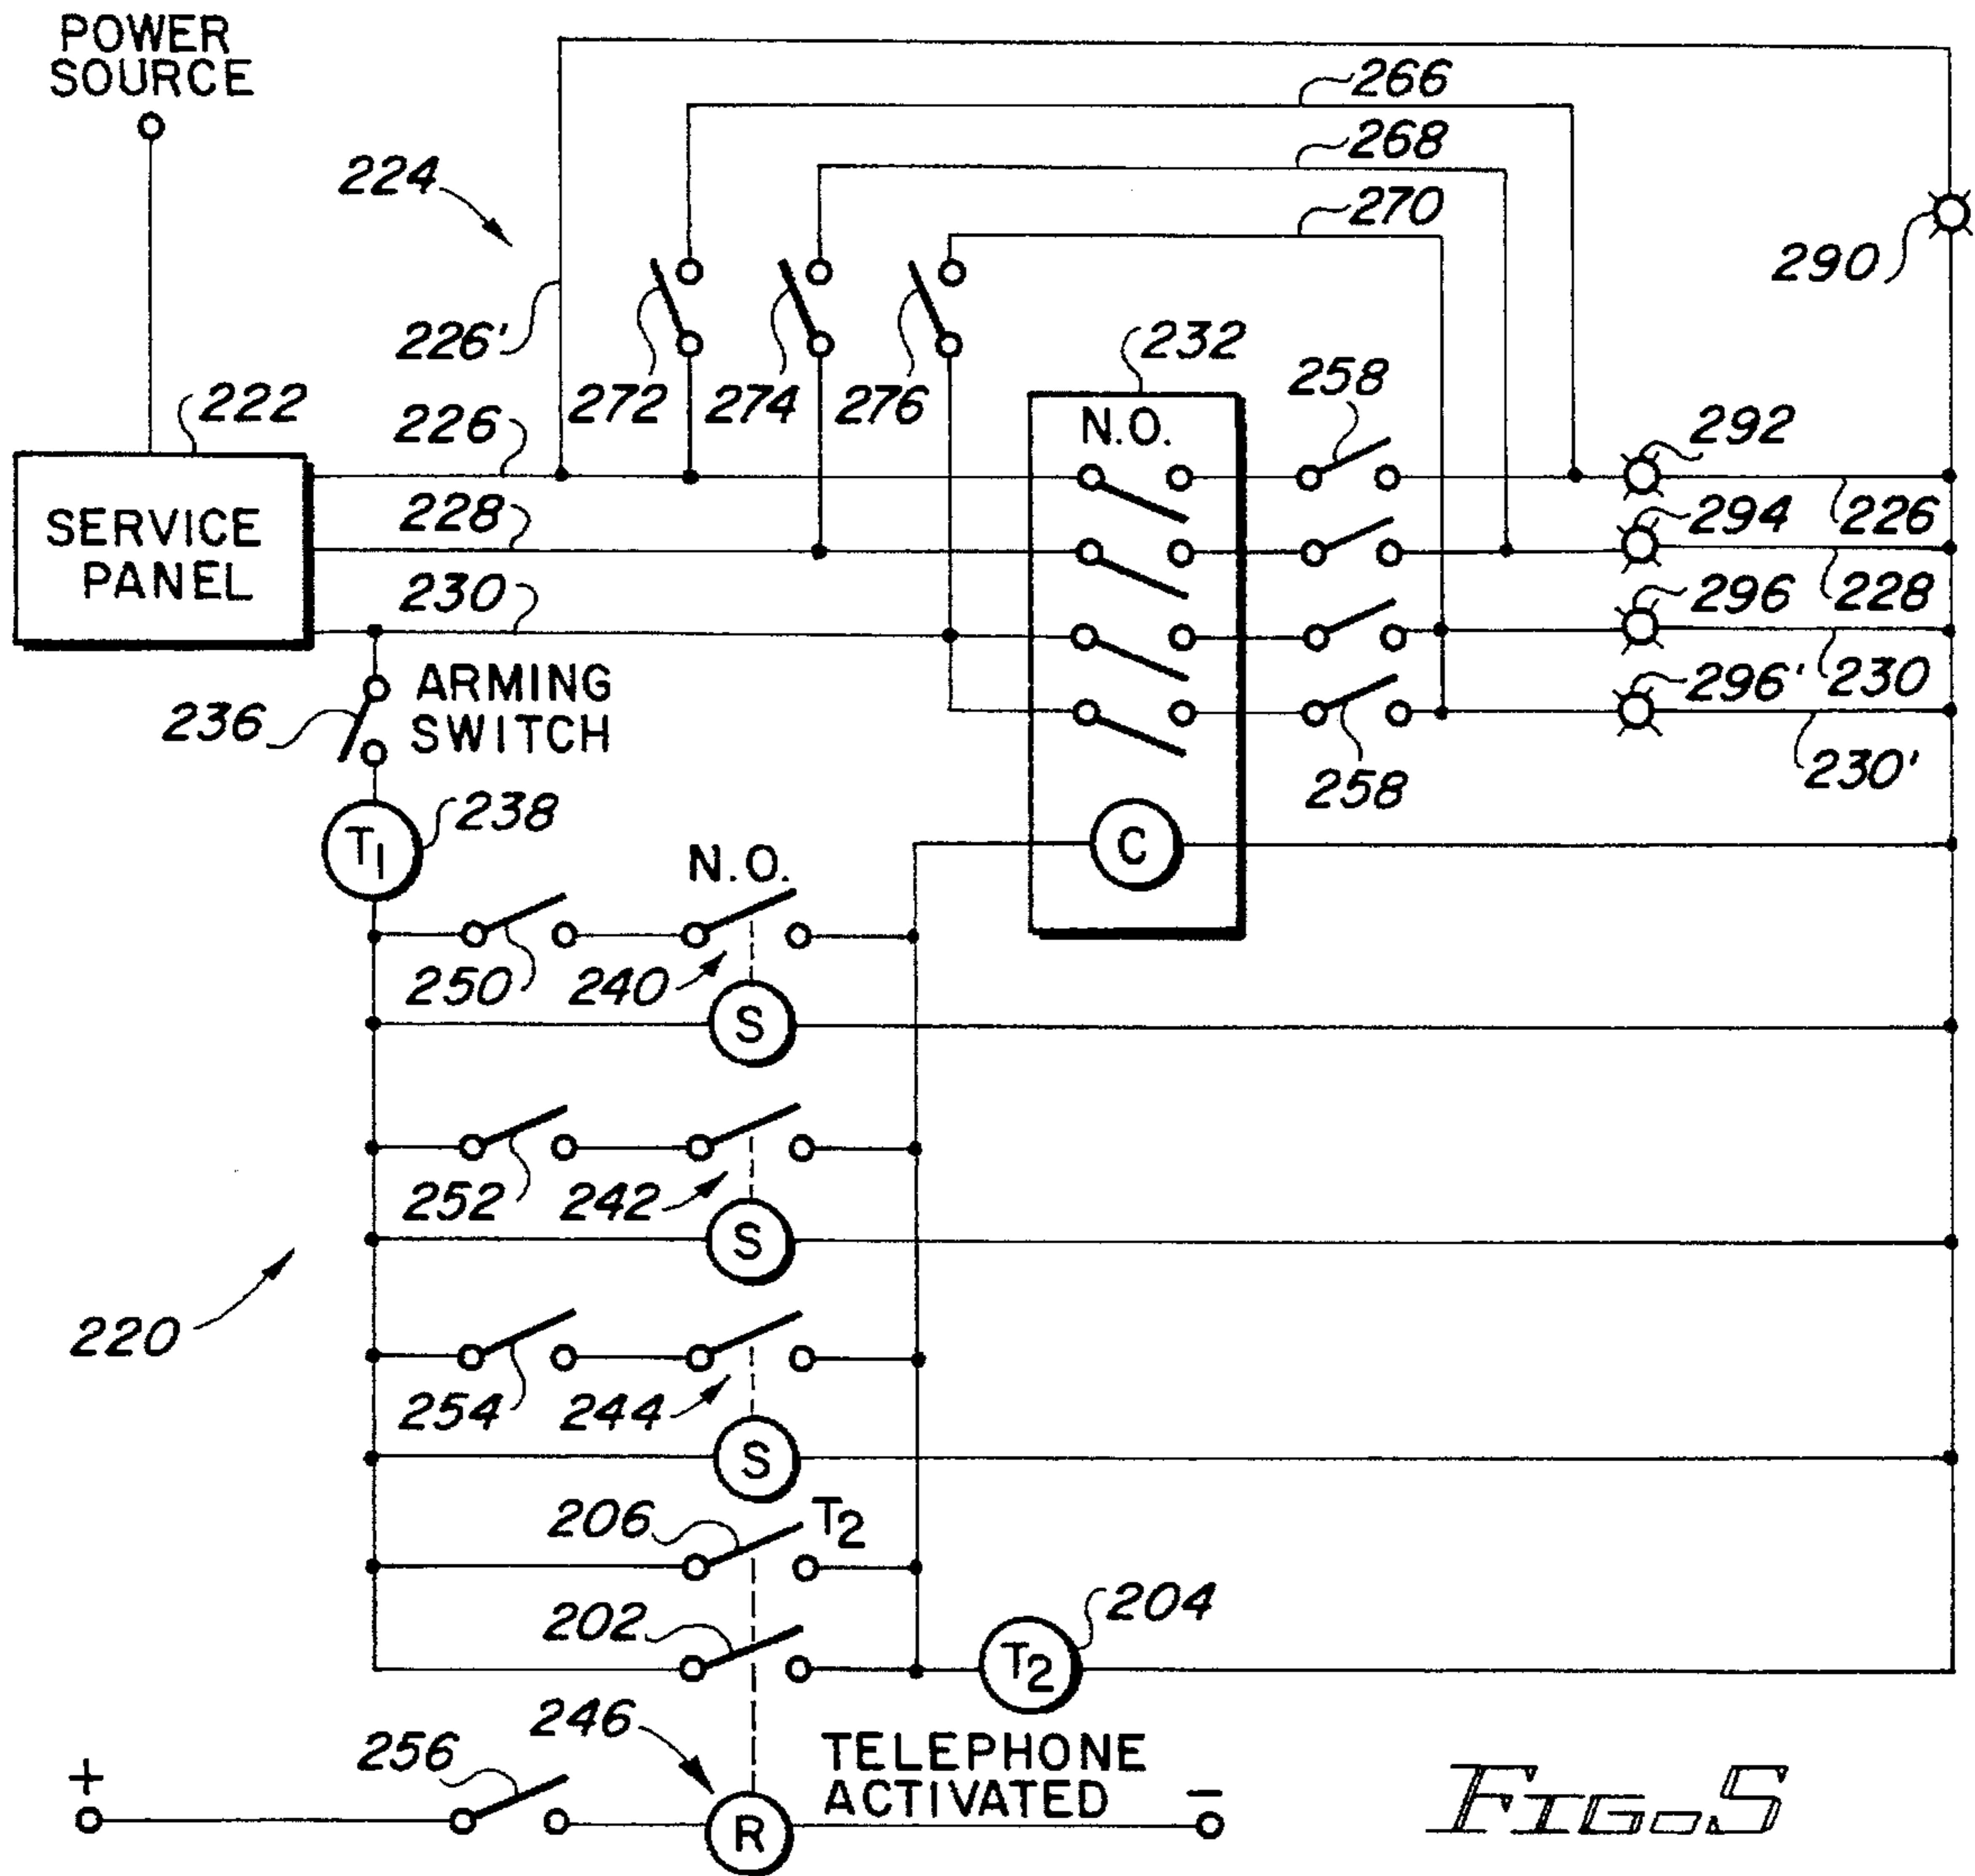 POWER
SOURCE
266
268
224
270
290
226'
232
272
274
276
258
222
226
N.O.
292
SERVICE
PANEL
228
294
226
230
296
228
ARMING
SWITCH
236
296'
230
258
230'
T1
238
N.O.
C
250
240
S
252
242
S
220
254
244
S
206
T2
202
204
T2
246
256
TELEPHONE
ACTIVATED
+
-
R
FIG. 5